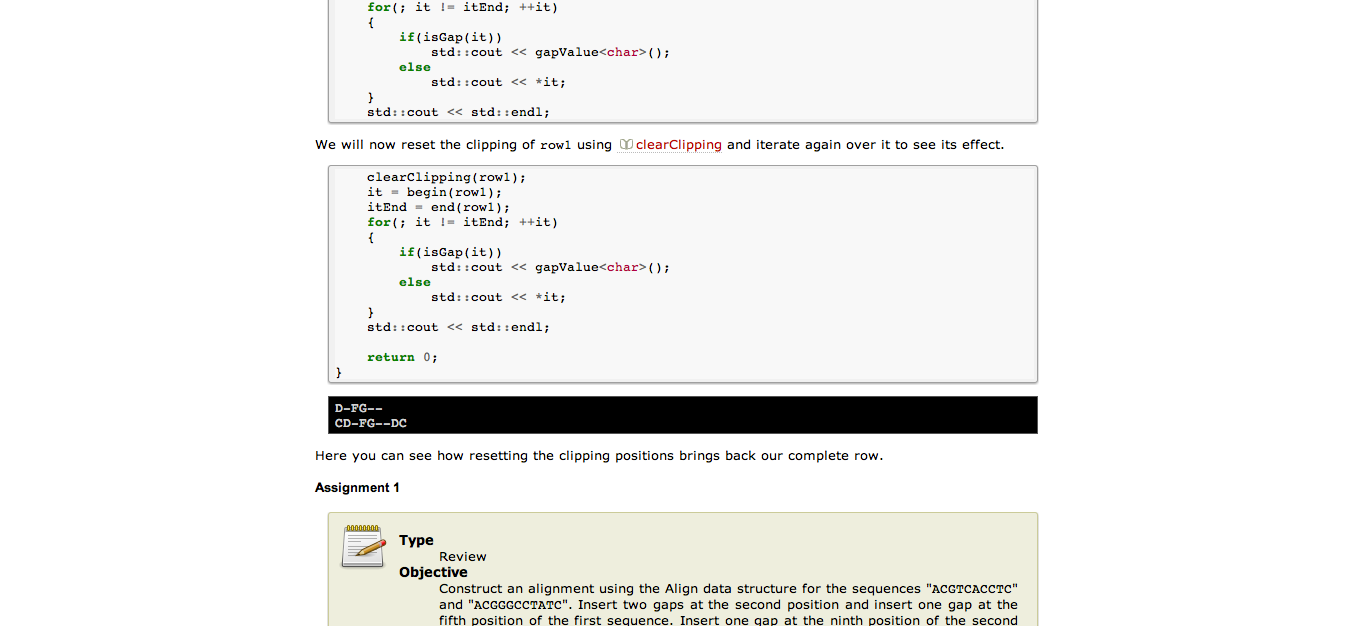 for(; it != itEnd; ++it)
{
if(isGap(it))
std::cout << gapValue<char>();
else
std::cout << *it;
}
std::cout << std::endl;
We will now reset the clipping of row1 using clearClipping and iterate again over it to see its effect.
clearClipping(row1);
it = begin(row1);
itEnd = end(row1);
for(; it != itEnd; ++it)
{
if(isGap(it))
std::cout << gapValue<char>();
else
std::cout << *it;
}
std::cout << std::endl;
return 0;
}
D-FG--
CD-FG--DC
Here you can see how resetting the clipping positions brings back our complete row.
Assignment 1
Type
Review
Objective
Construct an alignment using the Align data structure for the sequences "ACGTCACCTC"
and "ACGGGCCTATC". Insert two gaps at the second position and insert one gap at the
fifth position of the first sequence. Insert one gap at the ninth position of the second